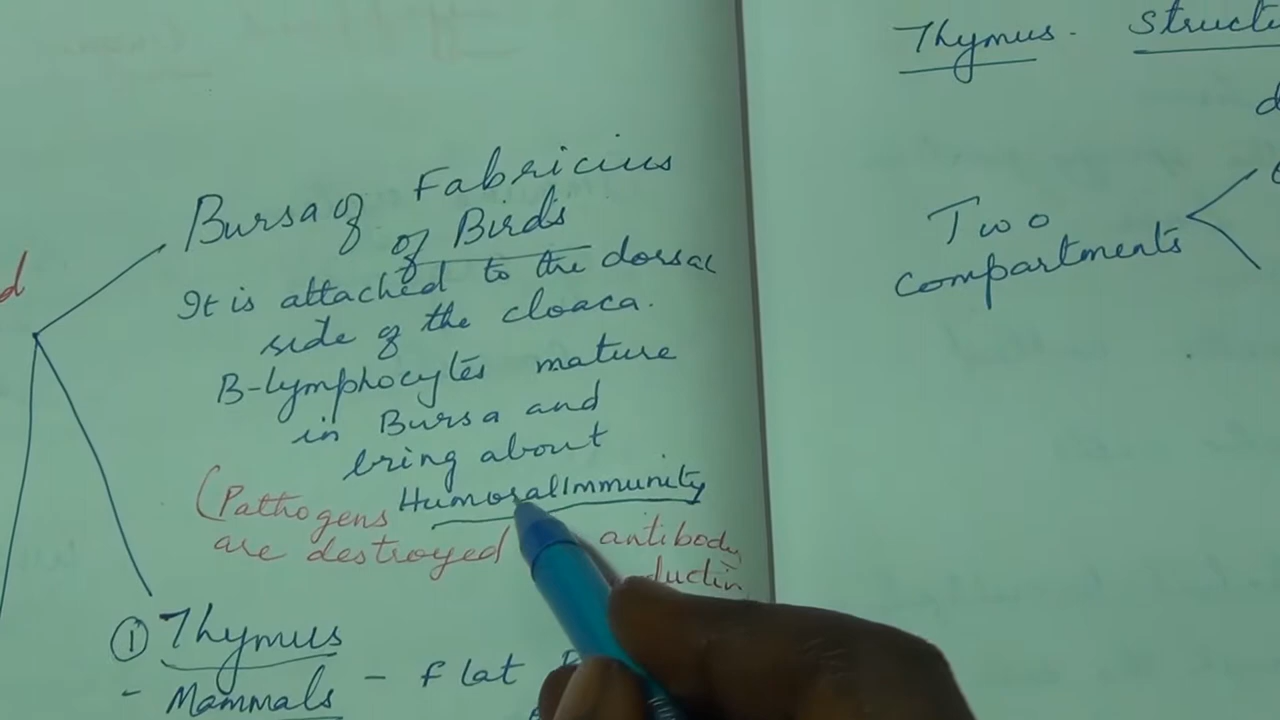 Bursa of Fabricius
of Birds
It is attached to the dorsal
side of the cloaca.
B-lymphocytes mature
in Bursa and
bring about
Humoral Immunity
(Pathogens
are destroyed antibody
① Thymus
- Mammals - Flat
Thymus.
Two
compartments